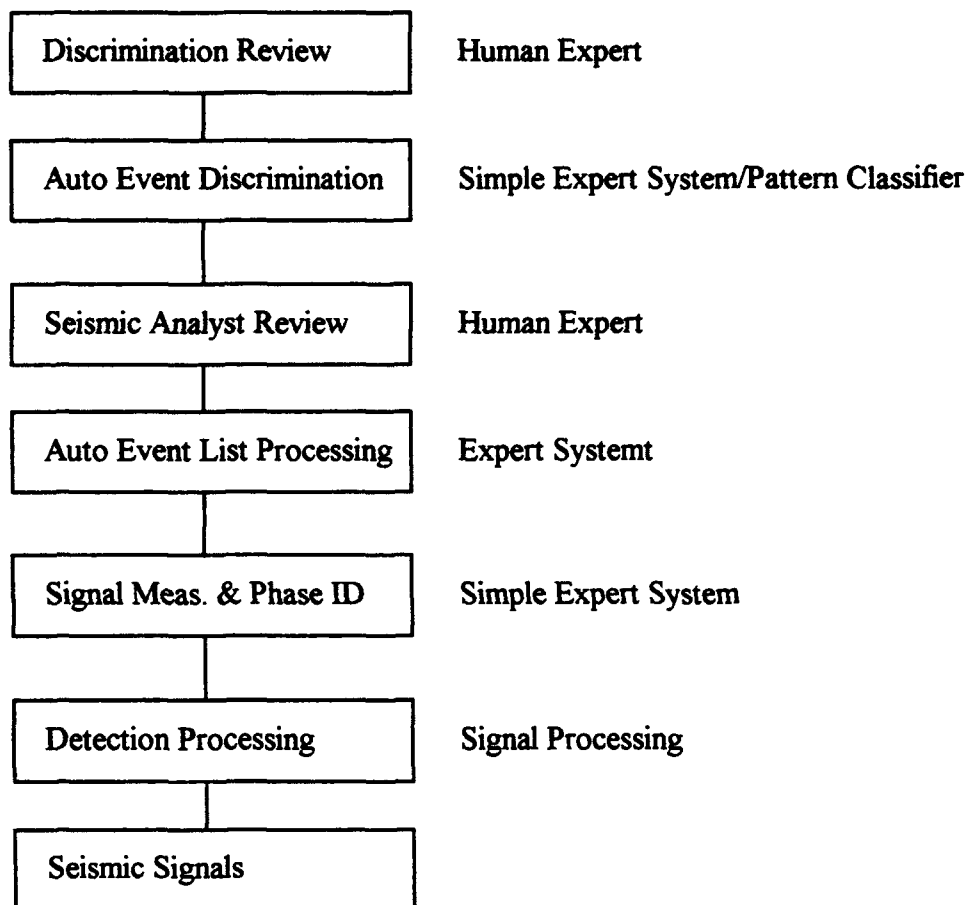 Discrimination Review Human Expert
Auto Event Discrimination Simple Expert System/Pattern Classifier
Seismic Analyst Review Human Expert
Auto Event List Processing Expert Systemt
Signal Meas. & Phase ID Simple Expert System
Detection Processing Signal Processing
Seismic Signals